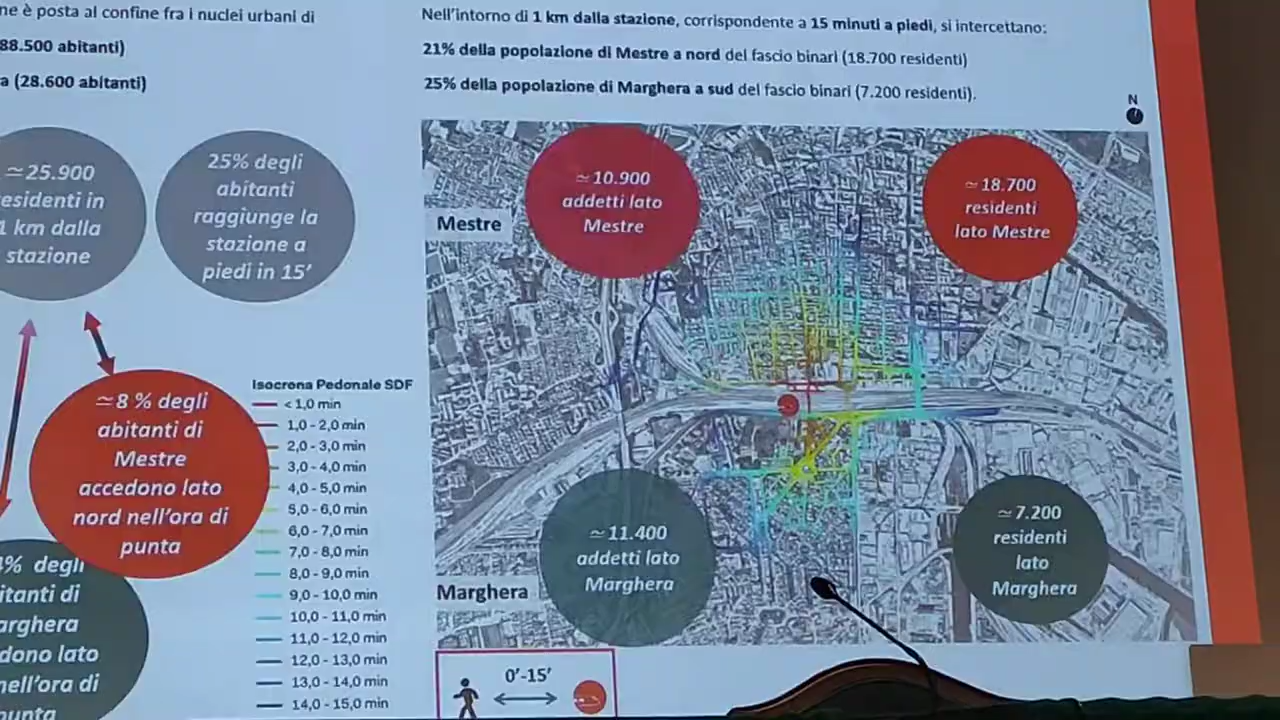 ne è posta al confine fra i nuclei urbani di
88.500 abitanti)
a (28.600 abitanti)
Nell'intorno di 1 km dalla stazione, corrispondente a 15 minuti a piedi, si intercettano:
21% della popolazione di Mestre a nord del fascio binari (18.700 residenti)
25% della popolazione di Marghera a sud del fascio binari (7.200 residenti).
N
≃25.900
esidenti in
1 km dalla
stazione
25% degli
abitanti
raggiunge la
stazione a
piedi in 15'
≃8 % degli
abitanti di
Mestre
accedono lato
nord nell'ora di
punta
4% degli
itanti di
arghera
dono lato
nell'ora di
punta
Isocrona Pedonale SDF
< 1,0 min
1,0 - 2,0 min
2,0 - 3,0 min
3,0 - 4,0 min
4,0 - 5,0 min
5,0 - 6,0 min
6,0 - 7,0 min
7,0 - 8,0 min
8,0 - 9,0 min
9,0 - 10,0 min
10,0 - 11,0 min
11,0 - 12,0 min
12,0 - 13,0 min
13,0 - 14,0 min
14,0 - 15,0 min
Mestre
≃10.900
addetti lato
Mestre
≃18.700
residenti
lato Mestre
Marghera
≃11.400
addetti lato
Marghera
≃7.200
residenti
lato
Marghera
0'-15'